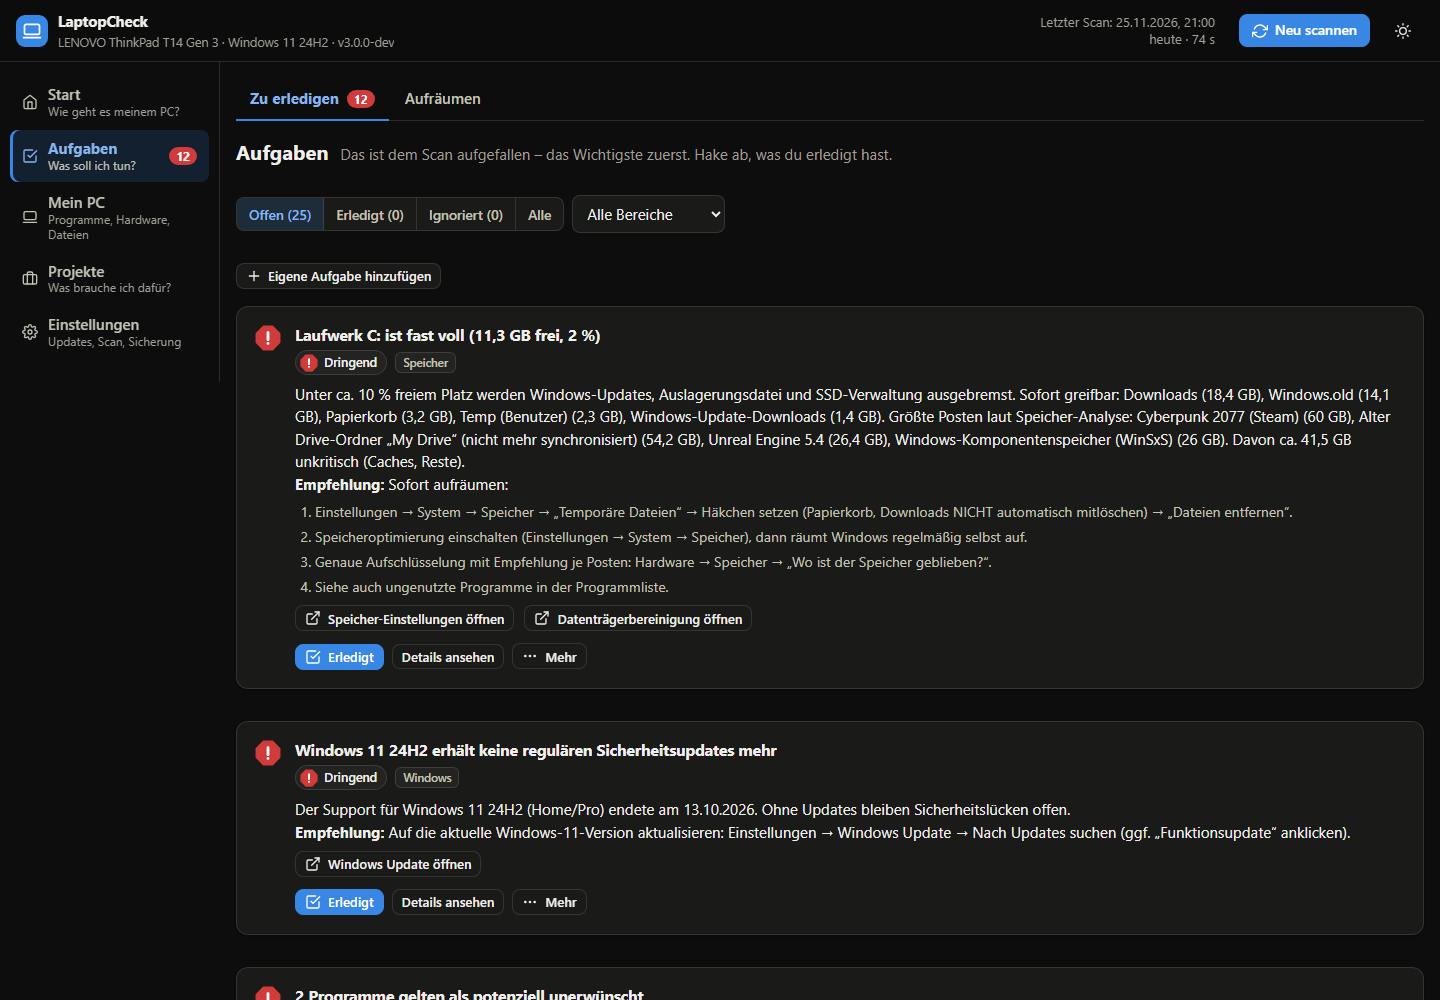 LaptopCheck
LENOVO ThinkPad T14 Gen 3 · Windows 11 24H2 · v3.0.0-dev
Letzter Scan: 25.11.2026, 21:00
heute · 74 s
Neu scannen
Start
Wie geht es meinem PC?
Aufgaben
Was soll ich tun?
12
Mein PC
Programme, Hardware,
Dateien
Projekte
Was brauche ich dafür?
Einstellungen
Updates, Scan, Sicherung
Zu erledigen 12
Aufräumen
Aufgaben Das ist dem Scan aufgefallen – das Wichtigste zuerst. Hake ab, was du erledigt hast.
Offen (25) Erledigt (0) Ignoriert (0) Alle Alle Bereiche
Eigene Aufgabe hinzufügen
Laufwerk C: ist fast voll (11,3 GB frei, 2 %)
Dringend Speicher
Unter ca. 10 % freiem Platz werden Windows-Updates, Auslagerungsdatei und SSD-Verwaltung ausgebremst. Sofort greifbar: Downloads (18,4 GB), Windows.old (14,1
GB), Papierkorb (3,2 GB), Temp (Benutzer) (2,3 GB), Windows-Update-Downloads (1,4 GB). Größte Posten laut Speicher-Analyse: Cyberpunk 2077 (Steam) (60 GB), Alter
Drive-Ordner „My Drive“ (nicht mehr synchronisiert) (54,2 GB), Unreal Engine 5.4 (26,4 GB), Windows-Komponentenspeicher (WinSxS) (26 GB). Davon ca. 41,5 GB
unkritisch (Caches, Reste).
Empfehlung: Sofort aufräumen:
1. Einstellungen → System → Speicher → „Temporäre Dateien“ → Häkchen setzen (Papierkorb, Downloads NICHT automatisch mitlöschen) → „Dateien entfernen“.
2. Speicheroptimierung einschalten (Einstellungen → System → Speicher), dann räumt Windows regelmäßig selbst auf.
3. Genaue Aufschlüsselung mit Empfehlung je Posten: Hardware → Speicher → „Wo ist der Speicher geblieben?“.
4. Siehe auch ungenutzte Programme in der Programmliste.
Speicher-Einstellungen öffnen Datenträgerbereinigung öffnen
Erledigt Details ansehen ··· Mehr
Windows 11 24H2 erhält keine regulären Sicherheitsupdates mehr
Dringend Windows
Der Support für Windows 11 24H2 (Home/Pro) endete am 13.10.2026. Ohne Updates bleiben Sicherheitslücken offen.
Empfehlung: Auf die aktuelle Windows-11-Version aktualisieren: Einstellungen → Windows Update → Nach Updates suchen (ggf. „Funktionsupdate“ anklicken).
Windows Update öffnen
Erledigt Details ansehen ··· Mehr
2 Programme gelten als potenziell unerwünscht